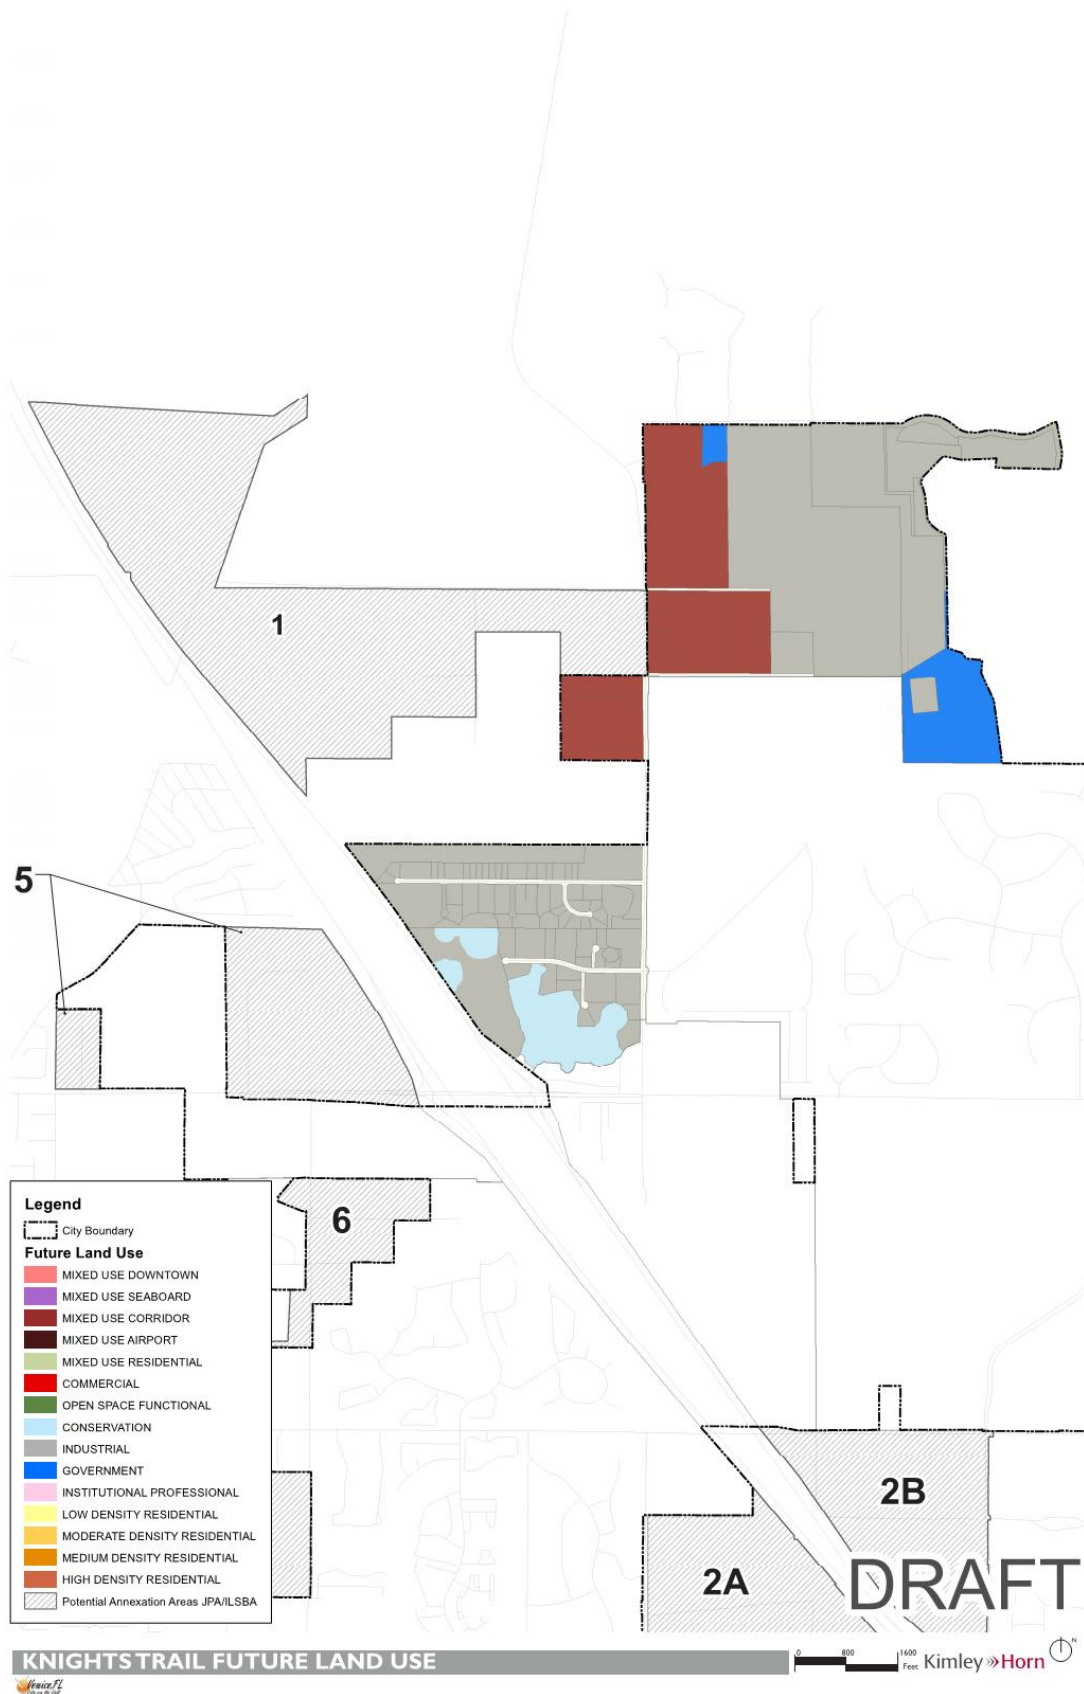 1
5
6
2B
2A
DRAFT
Legend
City Boundary
Future Land Use
MIXED USE DOWNTOWN
MIXED USE SEABOARD
MIXED USE CORRIDOR
MIXED USE AIRPORT
MIXED USE RESIDENTIAL
COMMERCIAL
OPEN SPACE FUNCTIONAL
CONSERVATION
INDUSTRIAL
GOVERNMENT
INSTITUTIONAL PROFESSIONAL
LOW DENSITY RESIDENTIAL
MODERATE DENSITY RESIDENTIAL
MEDIUM DENSITY RESIDENTIAL
HIGH DENSITY RESIDENTIAL
Potential Annexation Areas JPA/ILSBA
KNIGHTS TRAIL FUTURE LAND USE
0 800 1600
Feet
Kimley»Horn
N
Venice, FL